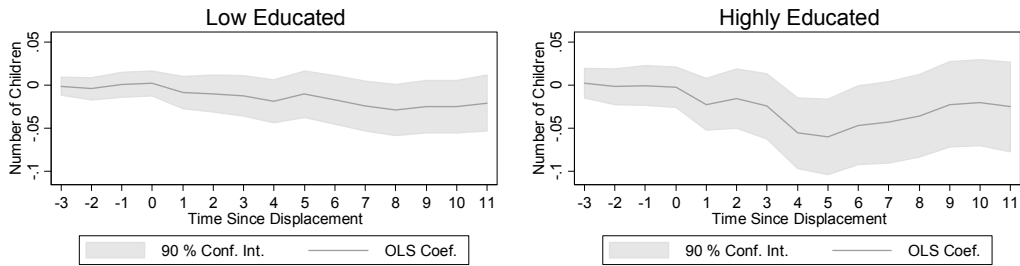 Low Educated
Number of Children
.05
0
-.05
-.1
-3 -2 -1 0 1 2 3 4 5 6 7 8 9 10 11
Time Since Displacement
90 % Conf. Int. OLS Coef.
Highly Educated
Number of Children
.05
0
-.05
-.1
-3 -2 -1 0 1 2 3 4 5 6 7 8 9 10 11
Time Since Displacement
90 % Conf. Int. OLS Coef.